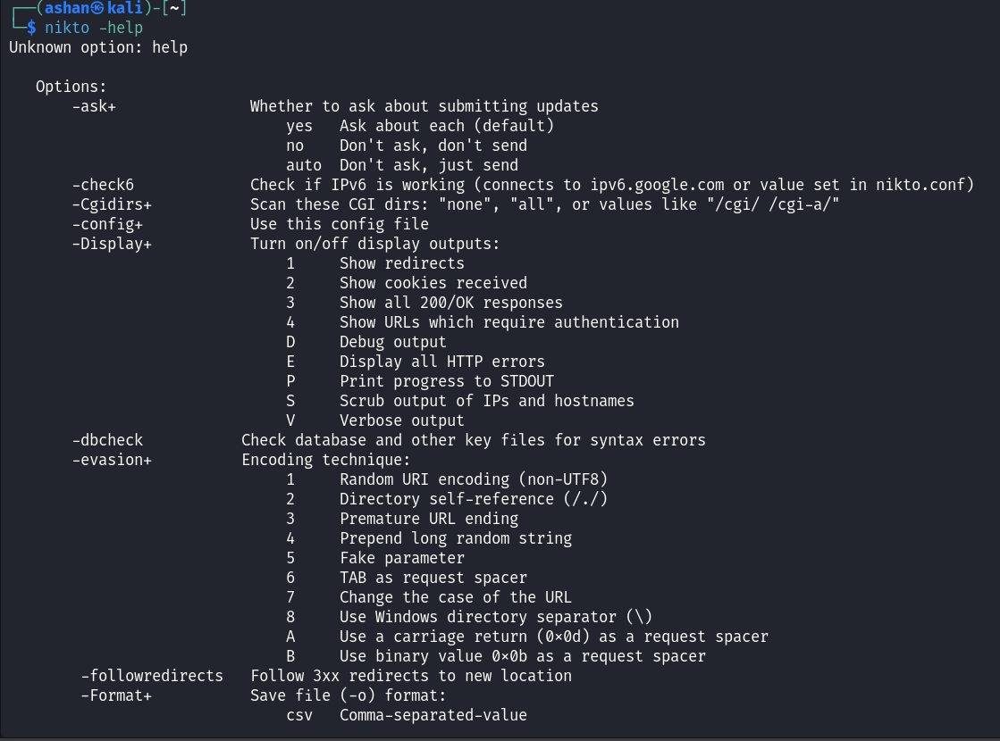 ┌──(ashan㉿kali)-[~]
└─$ nikto -help
Unknown option: help

   Options:
       -ask+               Whether to ask about submitting updates
                               yes   Ask about each (default)
                               no    Don't ask, don't send
                               auto  Don't ask, just send
       -check6             Check if IPv6 is working (connects to ipv6.google.com or value set in nikto.conf)
       -Cgidirs+           Scan these CGI dirs: "none", "all", or values like "/cgi/ /cgi-a/"
       -config+            Use this config file
       -Display+           Turn on/off display outputs:
                               1     Show redirects
                               2     Show cookies received
                               3     Show all 200/OK responses
                               4     Show URLs which require authentication
                               D     Debug output
                               E     Display all HTTP errors
                               P     Print progress to STDOUT
                               S     Scrub output of IPs and hostnames
                               V     Verbose output
       -dbcheck           Check database and other key files for syntax errors
       -evasion+          Encoding technique:
                               1     Random URI encoding (non-UTF8)
                               2     Directory self-reference (/./)
                               3     Premature URL ending
                               4     Prepend long random string
                               5     Fake parameter
                               6     TAB as request spacer
                               7     Change the case of the URL
                               8     Use Windows directory separator (\)
                               A     Use a carriage return (0x0d) as a request spacer
                               B     Use binary value 0x0b as a request spacer
        -followredirects   Follow 3xx redirects to new location
        -Format+           Save file (-o) format:
                               csv   Comma-separated-value